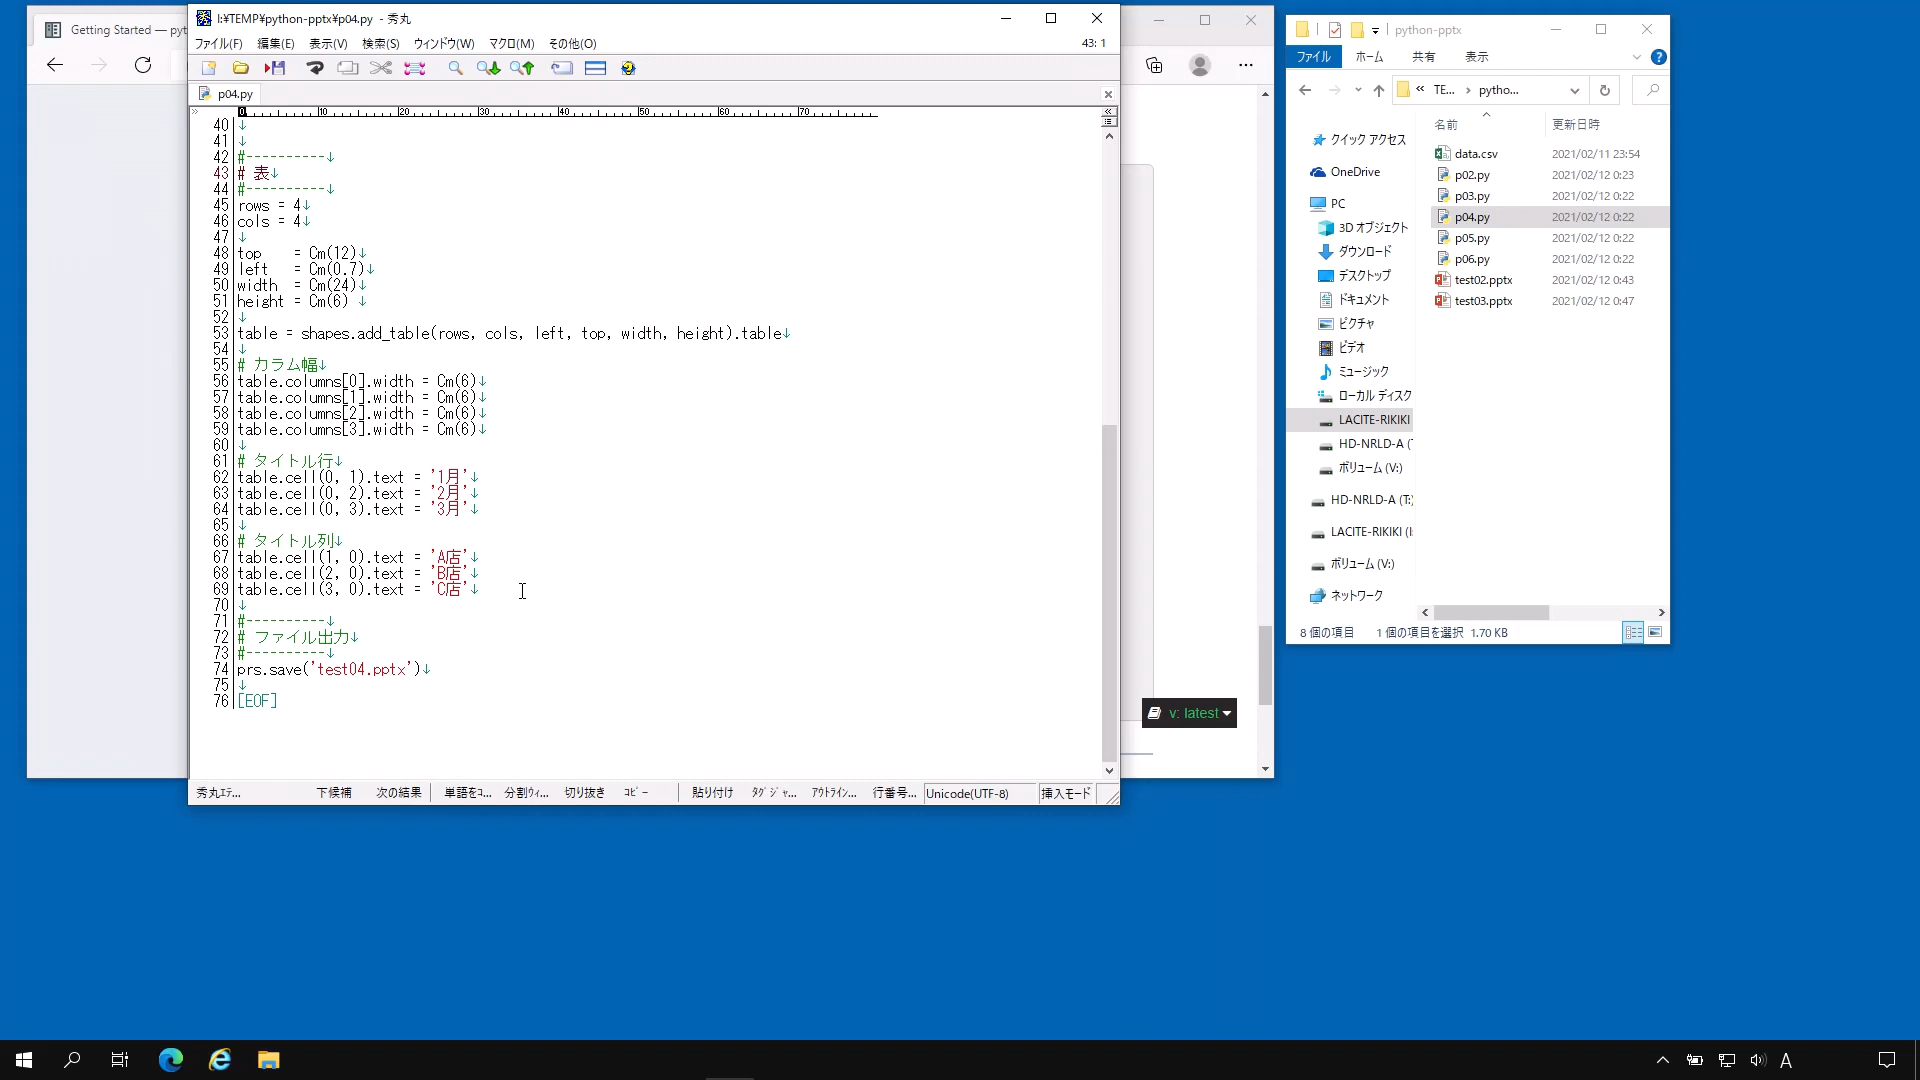 Getting Started — pyt
I:¥TEMP¥python-pptx¥p04.py - 秀丸
ファイル(F) 編集(E) 表示(V) 検索(S) ウィンドウ(W) マクロ(M) その他(O)
43: 1
p04.py
0 10 20 30 40 50 60 70
40 ↓
41 ↓
42 #----------↓
43 # 表↓
44 #----------↓
45 rows = 4↓
46 cols = 4↓
47 ↓
48 top    = Cm(12)↓
49 left   = Cm(0.7)↓
50 width  = Cm(24)↓
51 height = Cm(6) ↓
52 ↓
53 table = shapes.add_table(rows, cols, left, top, width, height).table↓
54 ↓
55 # カラム幅↓
56 table.columns[0].width = Cm(6)↓
57 table.columns[1].width = Cm(6)↓
58 table.columns[2].width = Cm(6)↓
59 table.columns[3].width = Cm(6)↓
60 ↓
61 # タイトル行↓
62 table.cell(0, 1).text = '1月'↓
63 table.cell(0, 2).text = '2月'↓
64 table.cell(0, 3).text = '3月'↓
65 ↓
66 # タイトル列↓
67 table.cell(1, 0).text = 'A店'↓
68 table.cell(2, 0).text = 'B店'↓
69 table.cell(3, 0).text = 'C店'↓
70 ↓
71 #----------↓
72 # ファイル出力↓
73 #----------↓
74 prs.save('test04.pptx')↓
75 ↓
76 [EOF]
秀丸ｴﾃ... 下候補 次の結果 単語をｺ... 分割ウィ... 切り抜き ｺﾋﾟｰ 貼り付け ﾀｸﾞｼﾞｬ... ｱｳﾄﾗｲﾝ... 行番号... Unicode(UTF-8) 挿入モード
v: latest
python-pptx
ファイル ホーム 共有 表示
« TE... › pytho...
名前 更新日時
クイック アクセス
OneDrive
PC
3D オブジェクト
ダウンロード
デスクトップ
ドキュメント
ピクチャ
ビデオ
ミュージック
ローカル ディスク
LACITE-RIKIKI
HD-NRLD-A (T
ボリューム (V:)
HD-NRLD-A (T:)
LACITE-RIKIKI (I:
ボリューム (V:)
ネットワーク
data.csv 2021/02/11 23:54
p02.py 2021/02/12 0:23
p03.py 2021/02/12 0:22
p04.py 2021/02/12 0:22
p05.py 2021/02/12 0:22
p06.py 2021/02/12 0:22
test02.pptx 2021/02/12 0:43
test03.pptx 2021/02/12 0:47
8 個の項目 1 個の項目を選択 1.70 KB
A